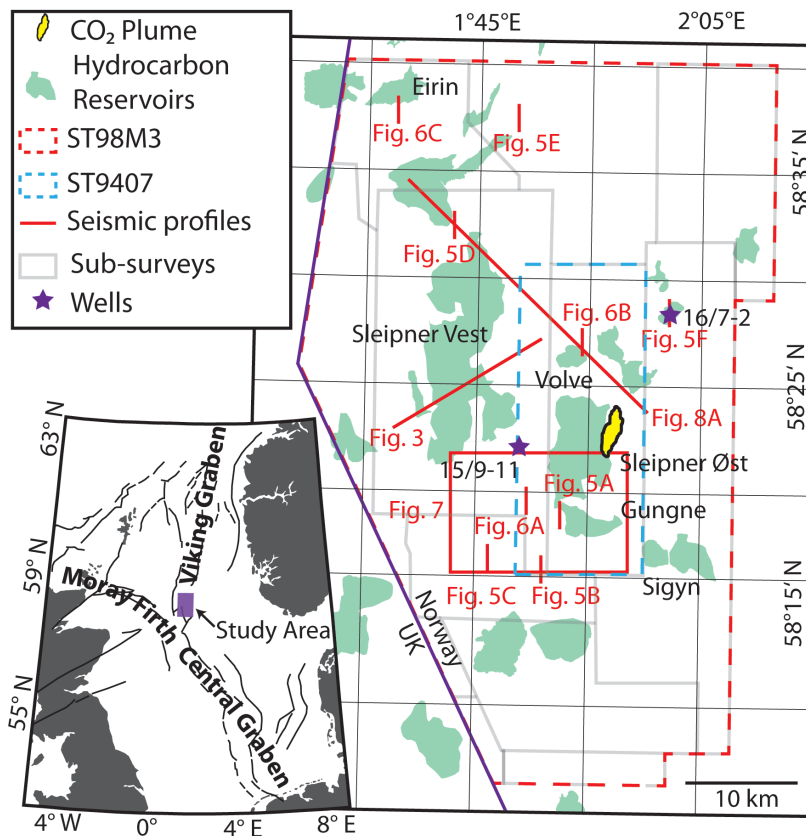 CO₂ Plume
Hydrocarbon
Reservoirs
ST98M3
ST9407
Seismic profiles
Sub-surveys
Wells
1°45'E
2°05'E
58°35' N
58°25' N
58°15' N
Eirin
Fig. 6C
Fig. 5E
Fig. 5D
Sleipner Vest
Fig. 6B
16/7-2
Fig. 5F
Volve
Fig. 3
Fig. 8A
15/9-11
Sleipner Øst
Fig. 5A
Fig. 7
Fig. 6A
Gungne
Fig. 5C
Fig. 5B
Sigyn
Norway
UK
10 km
63° N
59° N
55° N
Viking Graben
Moray Firth
Central Graben
Study Area
4° W
0°
4° E
8° E